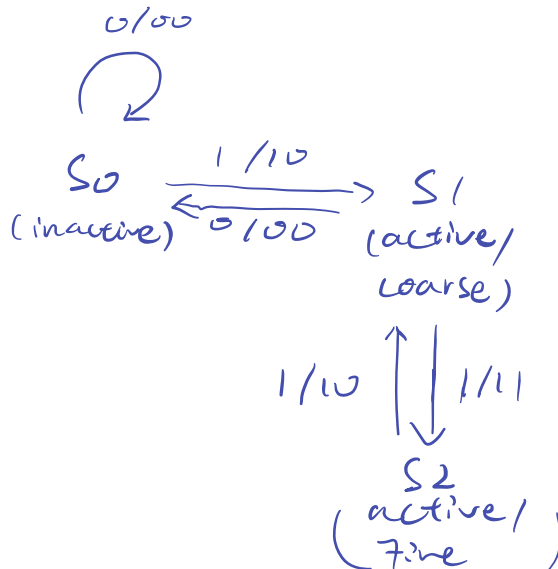 0/00
S0
(inactive)
1/10
0/00
S1
(active/
coarse)
1/10
1/11
S2
(active/
fine
)